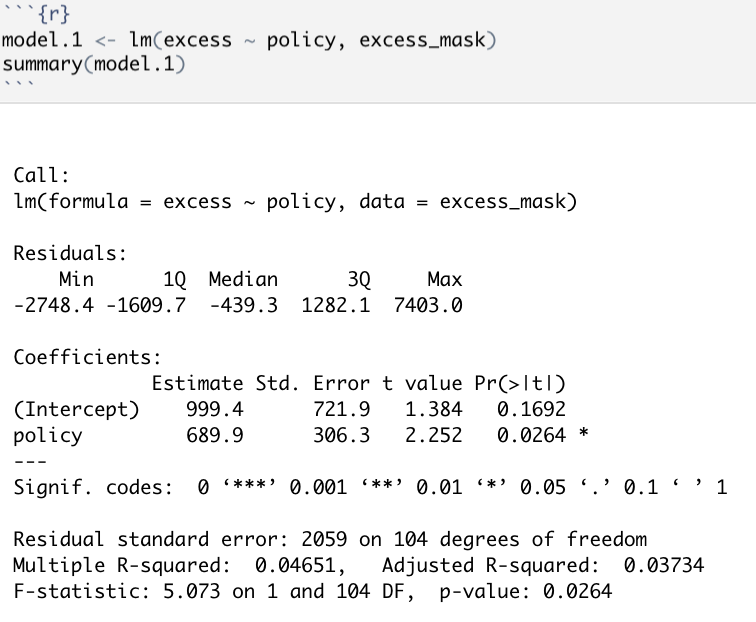 ```{r}
model.1 <- lm(excess ~ policy, excess_mask)
summary(model.1)
```
Call:
lm(formula = excess ~ policy, data = excess_mask)
Residuals:
    Min      1Q  Median      3Q     Max
-2748.4 -1609.7  -439.3  1282.1  7403.0
Coefficients:
            Estimate Std. Error t value Pr(>|t|)
(Intercept)    999.4      721.9   1.384   0.1692
policy         689.9      306.3   2.252   0.0264 *
---
Signif. codes:  0 ‘***’ 0.001 ‘**’ 0.01 ‘*’ 0.05 ‘.’ 0.1 ‘ ’ 1
Residual standard error: 2059 on 104 degrees of freedom
Multiple R-squared:  0.04651,	Adjusted R-squared:  0.03734
F-statistic: 5.073 on 1 and 104 DF,  p-value: 0.0264